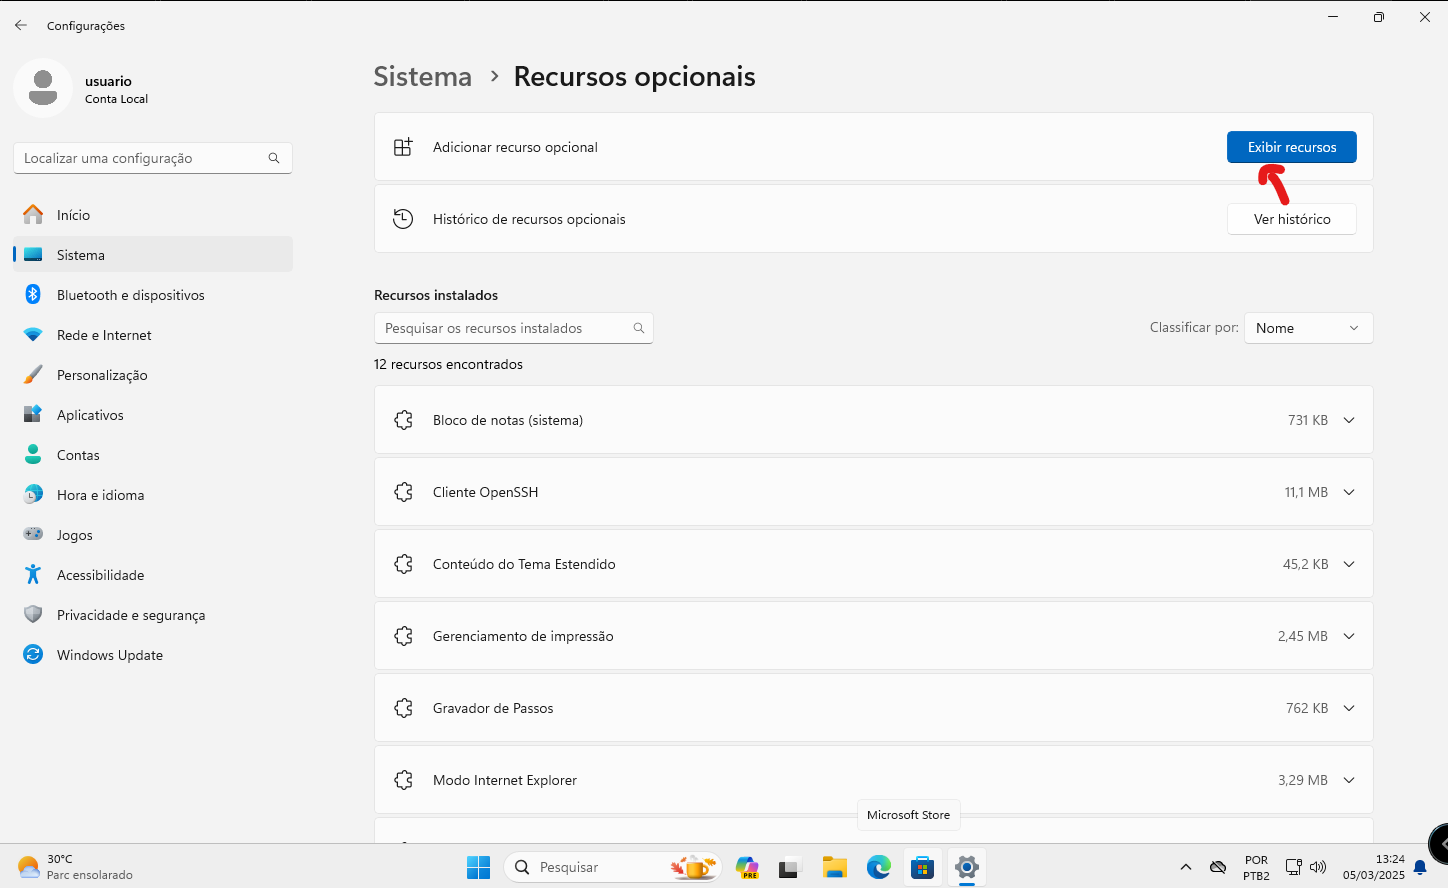 Configurações
usuario
Conta Local
Localizar uma configuração
Início
Sistema
Bluetooth e dispositivos
Rede e Internet
Personalização
Aplicativos
Contas
Hora e idioma
Jogos
Acessibilidade
Privacidade e segurança
Windows Update
Sistema > Recursos opcionais
Adicionar recurso opcional
Exibir recursos
Histórico de recursos opcionais
Ver histórico
Recursos instalados
Pesquisar os recursos instalados
Classificar por: Nome
12 recursos encontrados
Bloco de notas (sistema) 731 KB
Cliente OpenSSH 11,1 MB
Conteúdo do Tema Estendido 45,2 KB
Gerenciamento de impressão 2,45 MB
Gravador de Passos 762 KB
Modo Internet Explorer 3,29 MB
Microsoft Store
30°C
Parc ensolarado
Pesquisar
PRE
POR
PTB2
13:24
05/03/2025